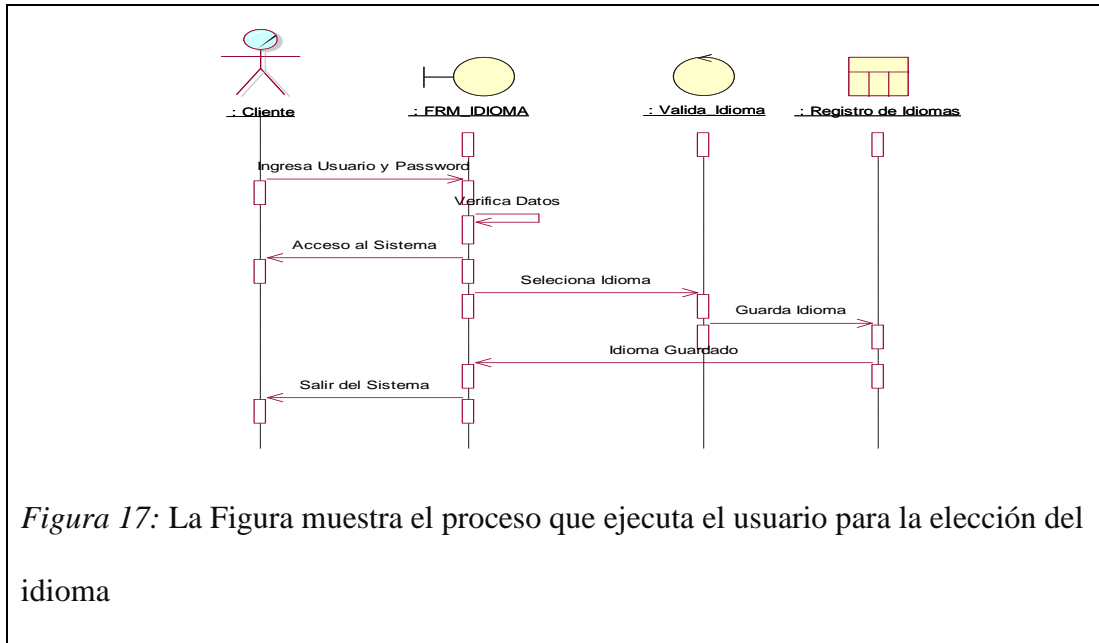 : Cliente
: FRM_IDIOMA
: Valida_Idioma
: Registro de Idiomas
Ingresa Usuario y Password
Verifica Datos
Acceso al Sistema
Seleciona Idioma
Guarda Idioma
Idioma Guardado
Salir del Sistema
Figura 17: La Figura muestra el proceso que ejecuta el usuario para la elección del
idioma